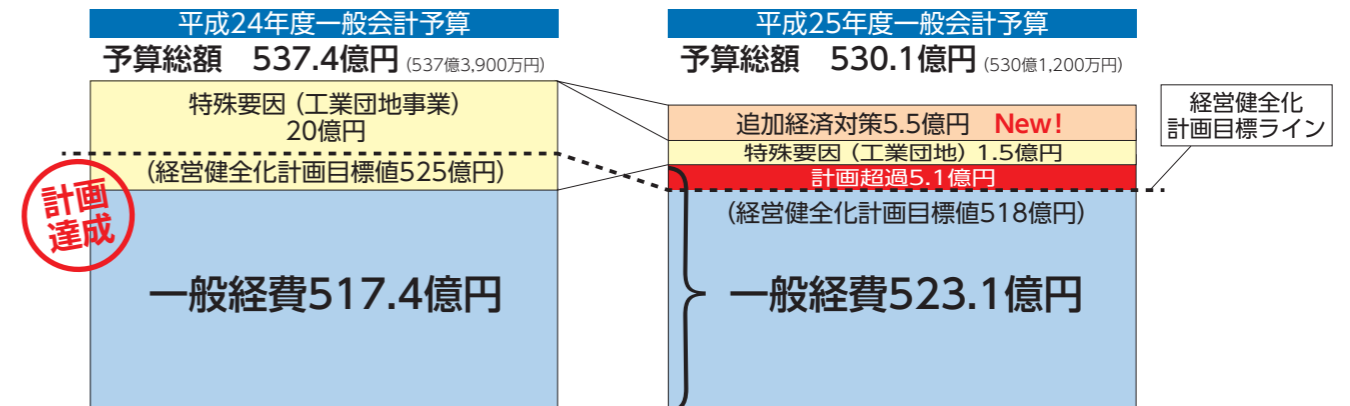 平成24年度一般会計予算
予算総額 537.4億円 (537億3,900万円)
特殊要因（工業団地事業）
20億円
（経営健全化計画目標値525億円）
計画
達成
一般経費517.4億円
平成25年度一般会計予算
予算総額 530.1億円 (530億1,200万円)
追加経済対策5.5億円 New!
特殊要因（工業団地）1.5億円
計画超過5.1億円
（経営健全化計画目標値518億円）
一般経費523.1億円
経営健全化
計画目標ライン